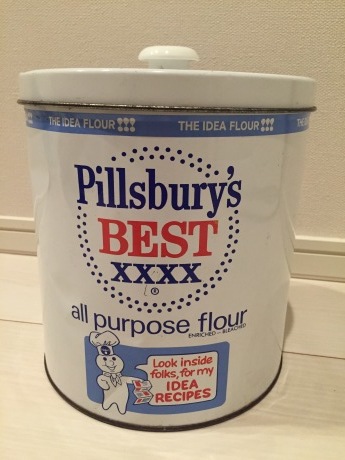 THE IDEA FLOUR THE IDEA FLOUR THE
Pillsbury's
BEST
XXXX
®
all purpose flour
ENRICHED - BLEACHED
Look inside
folks, for my
IDEA
RECIPES